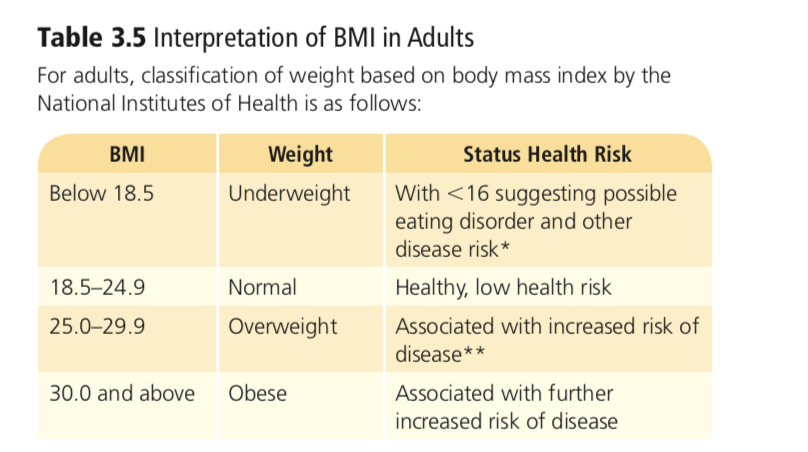 Table 3.5 Interpretation of BMI in Adults
For adults, classification of weight based on body mass index by the
National Institutes of Health is as follows:
BMI Weight Status Health Risk
Below 18.5 Underweight With <16 suggesting possible
eating disorder and other
disease risk*
18.5–24.9 Normal Healthy, low health risk
25.0–29.9 Overweight Associated with increased risk of
disease**
30.0 and above Obese Associated with further
increased risk of disease